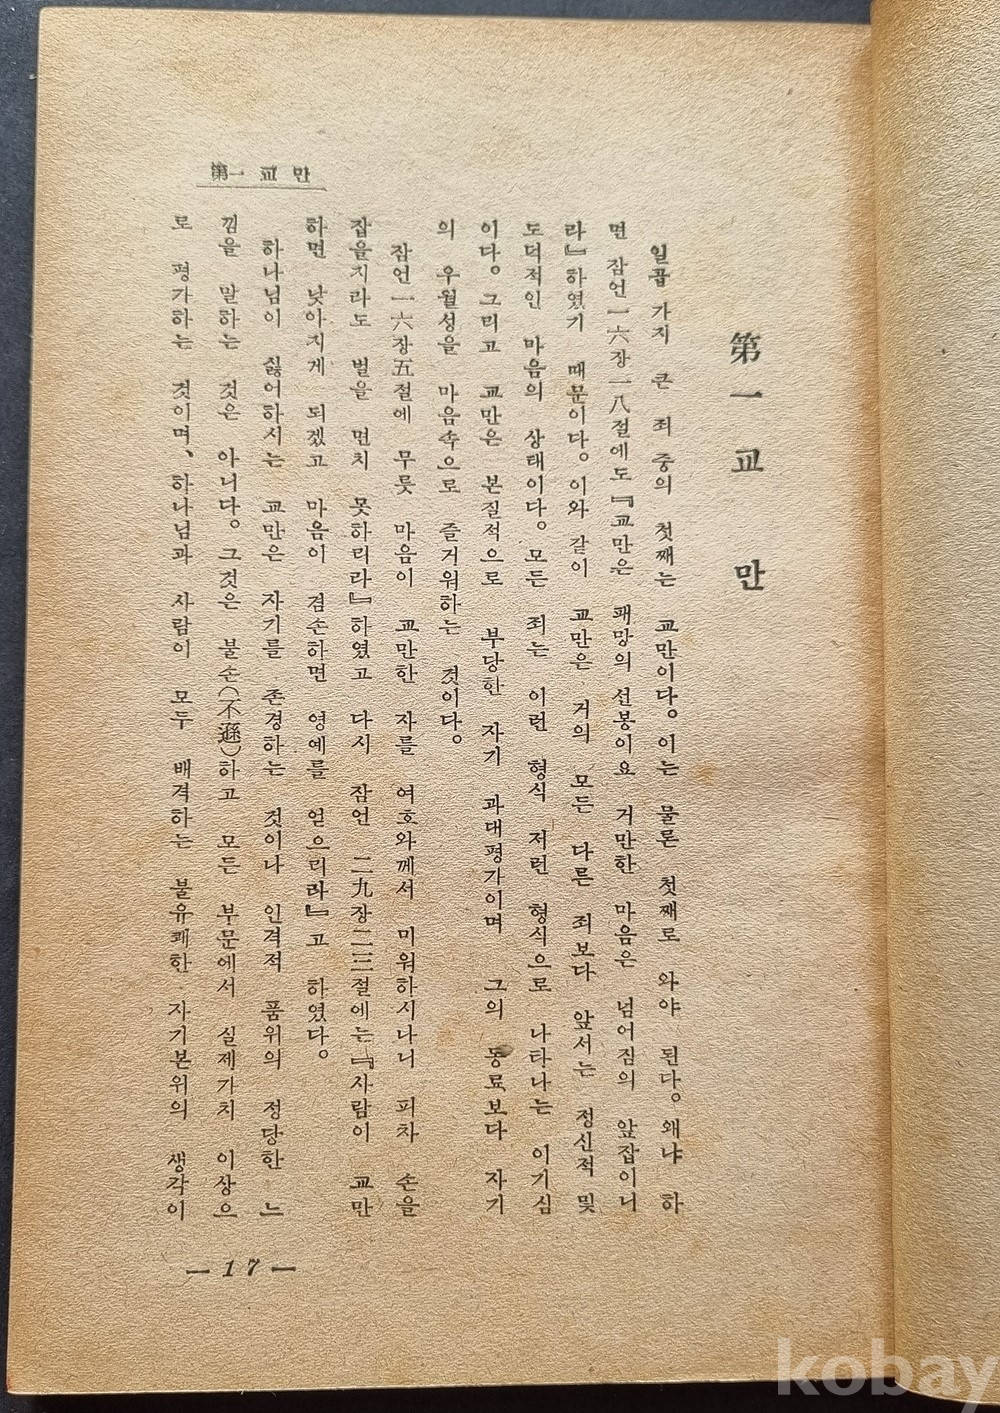 第一 교만
第一 교 만
일곱 가지 큰 죄 중의 첫째는 교만이다。이는 물론 첫째로 와야 된다。왜냐 하
면 잠언 一六장一八절에도『교만은 패망의 선봉이요 거만한 마음은 넘어짐의 앞잡이니
라』하였기 때문이다。이와 같이 교만은 거의 모든 다른 죄보다 앞서는 정신적 및
도덕적인 마음의 상태이다。모든 죄는 이런 형식 저런 형식으로 나타나는 이기심
이다。그리고 교만은 본질적으로 부당한 자기 과대평가이며 그의 동료보다 자기
의 우월성을 마음속으로 즐거워하는 것이다。
잠언一六장五절에 무릇 마음이 교만한 자를 여호와께서 미워하시나니 피차 손을
잡을지라도 벌을 면치 못하리라』하였고 다시 잠언 二九장二三절에는『사람이 교만
하면 낮아지게 되겠고 마음이 겸손하면 영예를 얻으리라』고 하였다。
하나님이 싫어하시는 교만은 자기를 존경하는 것이나 인격적 품위의 정당한 느
낌을 말하는 것은 아니다。그것은 불손(不遜)하고 모든 부문에서 실제가치 이상으
로 평가하는 것이며、하나님과 사람이 모두 배격하는 불유쾌한 자기본위의 생각이
— 17 —
kobay